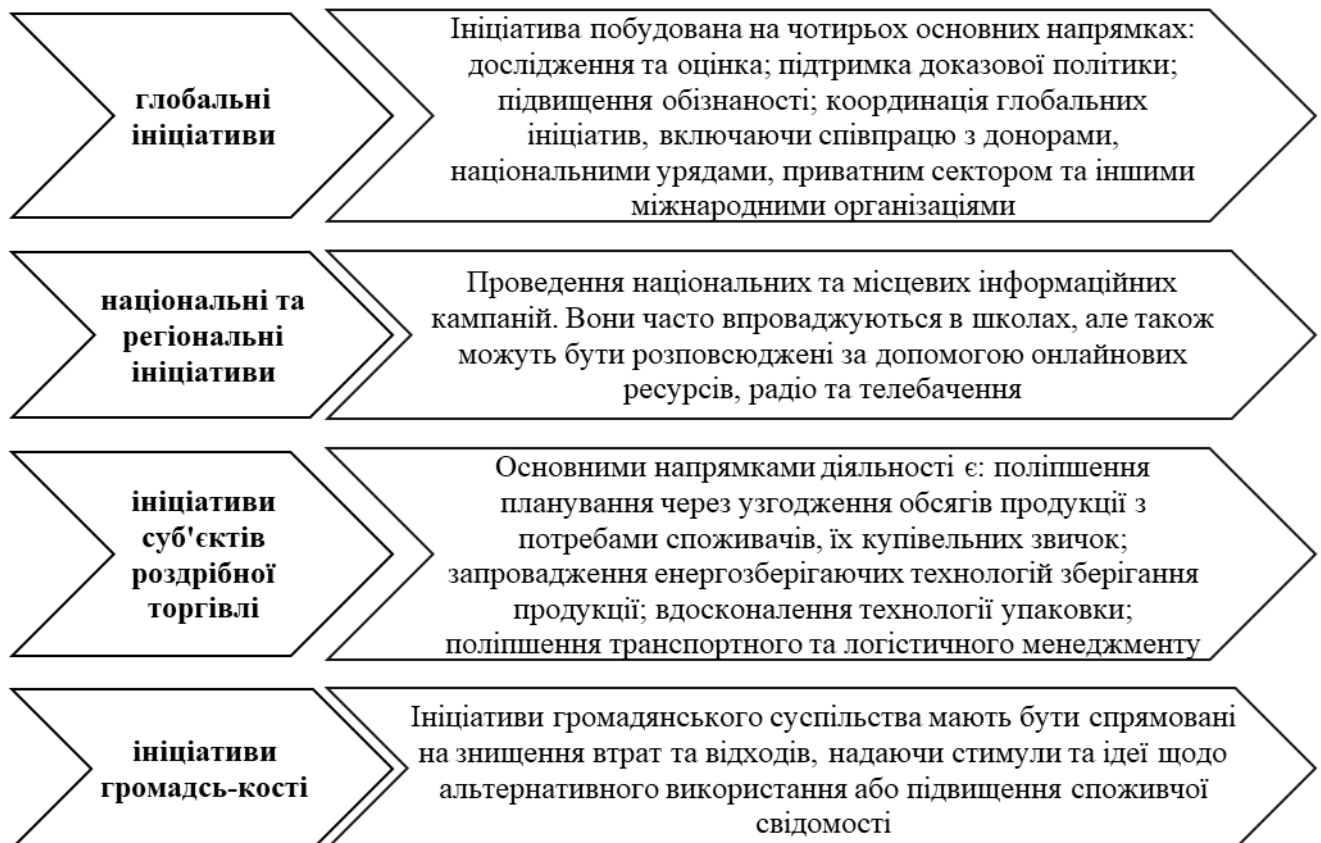 глобальні
ініціативи
Ініціатива побудована на чотирьох основних напрямках:
дослідження та оцінка; підтримка доказової політики;
підвищення обізнаності; координація глобальних
ініціатив, включаючи співпрацю з донорами,
національними урядами, приватним сектором та іншими
міжнародними організаціями
національні та
регіональні
ініціативи
Проведення національних та місцевих інформаційних
кампаній. Вони часто впроваджуються в школах, але також
можуть бути розповсюджені за допомогою онлайнових
ресурсів, радіо та телебачення
ініціативи
суб'єктів
роздрібної
торгівлі
Основними напрямками діяльності є: поліпшення
планування через узгодження обсягів продукції з
потребами споживачів, їх купівельних звичок;
запровадження енергозберігаючих технологій зберігання
продукції; вдосконалення технології упаковки;
поліпшення транспортного та логістичного менеджменту
ініціативи
громадсь-кості
Ініціативи громадянського суспільства мають бути спрямовані
на знищення втрат та відходів, надаючи стимули та ідеї щодо
альтернативного використання або підвищення споживчої
свідомості